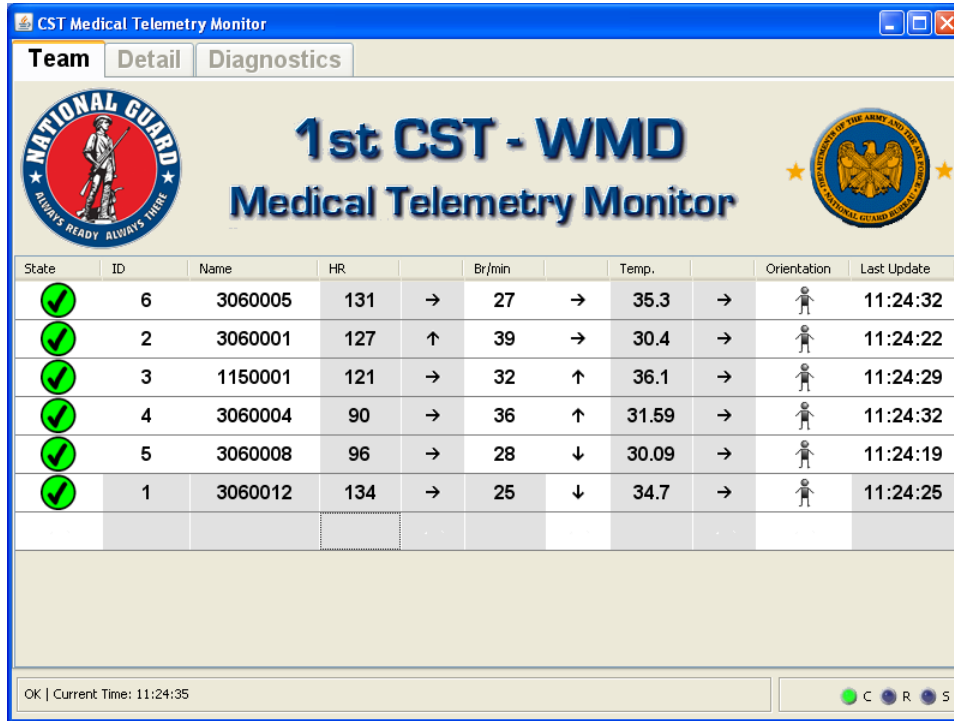 CST Medical Telemetry Monitor
Team Detail Diagnostics
NATIONAL GUARD
ALWAYS READY ALWAYS THERE
1st CST - WMD
Medical Telemetry Monitor
DEPARTMENTS OF THE ARMY AND THE AIR FORCE
NATIONAL GUARD BUREAU
State ID Name HR Br/min Temp. Orientation Last Update
6 3060005 131 → 27 → 35.3 → 11:24:32
2 3060001 127 ↑ 39 → 30.4 → 11:24:22
3 1150001 121 → 32 ↑ 36.1 → 11:24:29
4 3060004 90 → 36 ↑ 31.59 → 11:24:32
5 3060008 96 → 28 ↓ 30.09 → 11:24:19
1 3060012 134 → 25 ↓ 34.7 → 11:24:25
OK | Current Time: 11:24:35
C R S